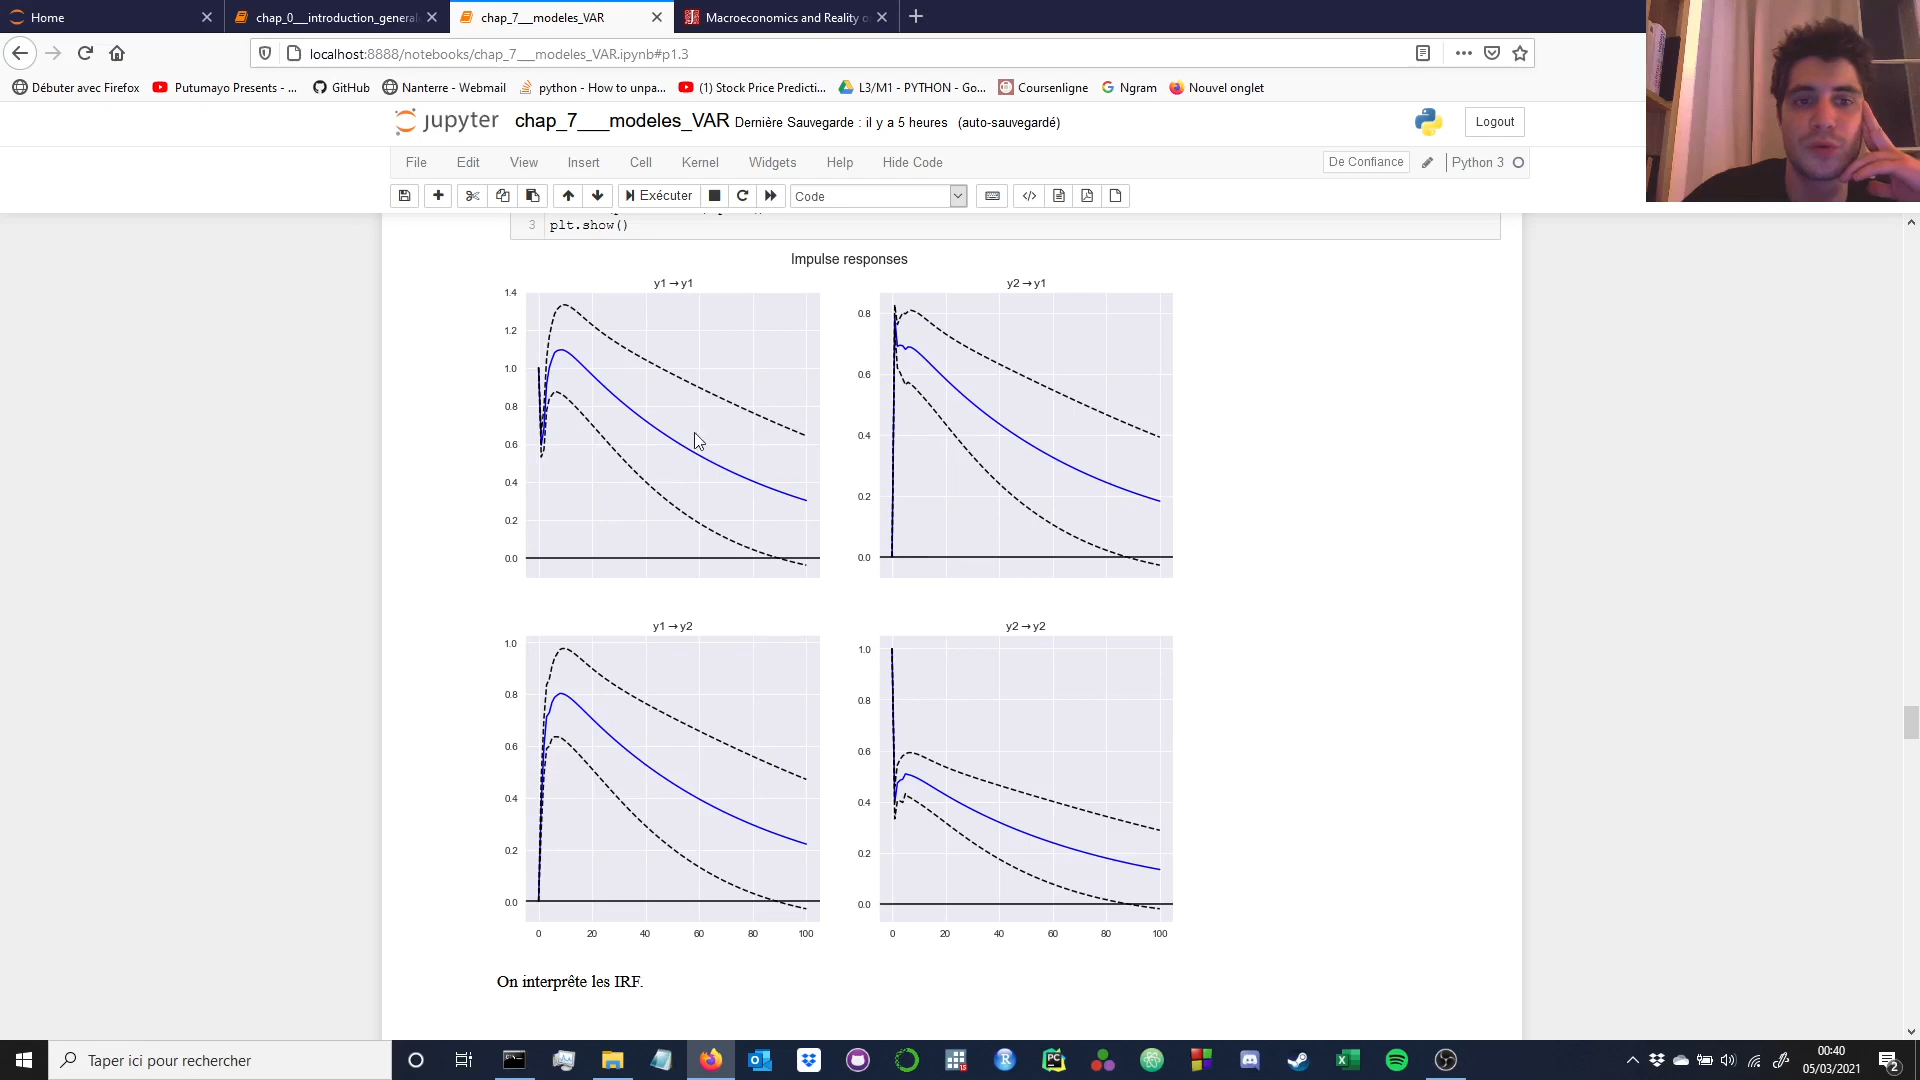 Home
chap_0__introduction_general
chap_7__modeles_VAR
Macroeconomics and Reality o
localhost:8888/notebooks/chap_7__modeles_VAR.ipynb#p1.3
Débuter avec Firefox
Putumayo Presents - ...
GitHub
Nanterre - Webmail
python - How to unpa...
(1) Stock Price Predicti...
L3/M1 - PYTHON - Go...
Coursenligne
Ngram
Nouvel onglet
jupyter
chap_7___modeles_VAR
Dernière Sauvegarde : il y a 5 heures (auto-sauvegardé)
Logout
File
Edit
View
Insert
Cell
Kernel
Widgets
Help
Hide Code
De Confiance
Python 3
Exécuter
Code
3 plt.show()
Impulse responses
y1→y1
1.4
1.2
1.0
0.8
0.6
0.4
0.2
0.0
y2→y1
0.8
0.6
0.4
0.2
0.0
y1→y2
1.0
0.8
0.6
0.4
0.2
0.0
0 20 40 60 80 100
y2→y2
1.0
0.8
0.6
0.4
0.2
0.0
0 20 40 60 80 100
On interprête les IRF.
Taper ici pour rechercher
00:40
05/03/2021
2